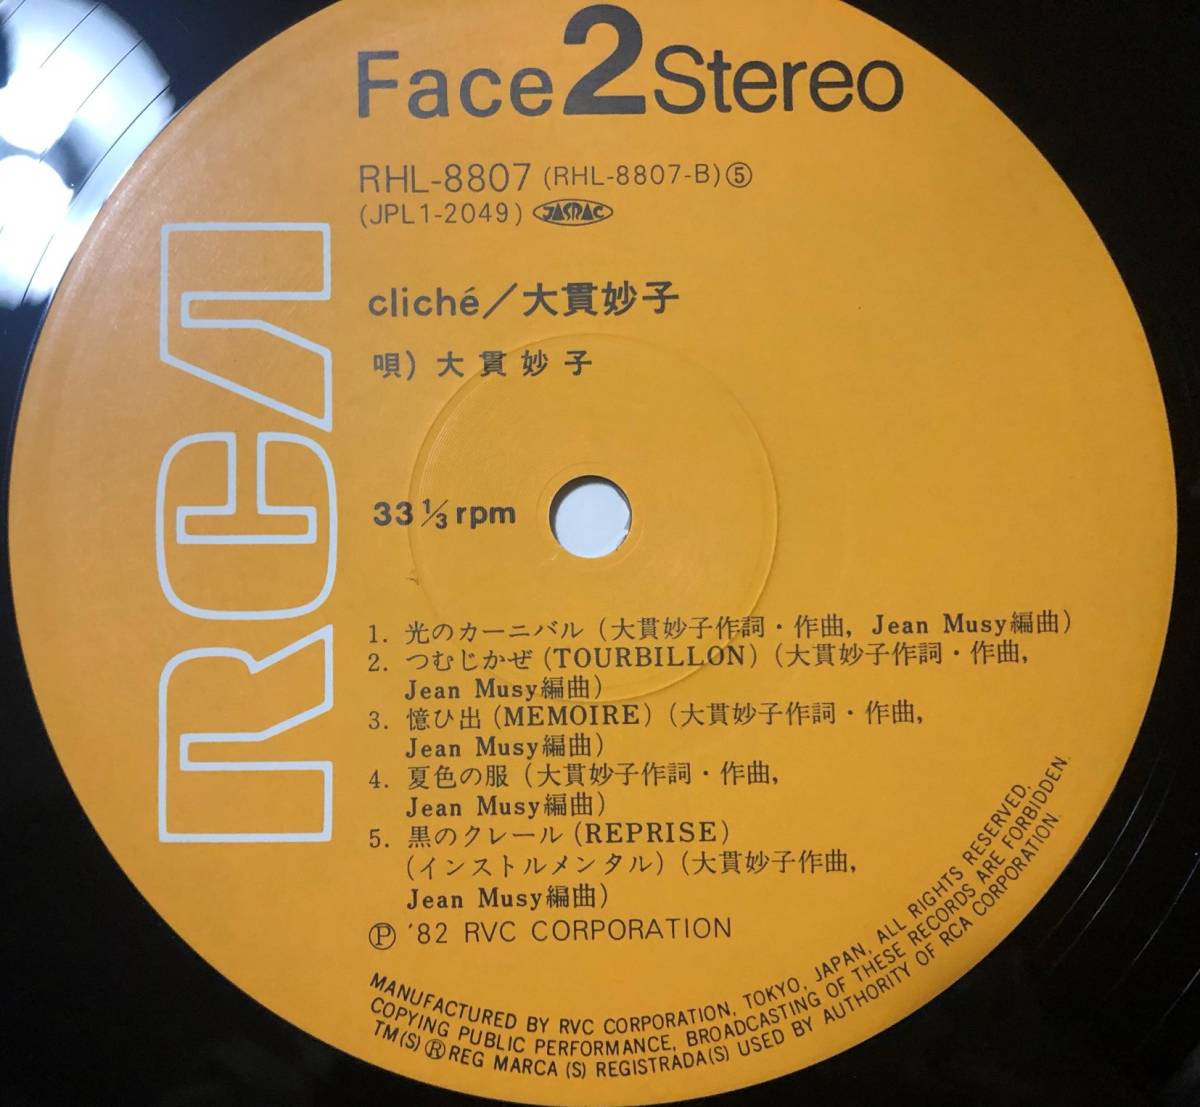 Face 2 Stereo
RHL-8807 (RHL-8807-B)⑤
(JPL1-2049) JASRAC
RCA
cliché/大貫妙子
唄) 大貫妙子
33 1/3 rpm
1. 光のカーニバル (大貫妙子作詞・作曲, Jean Musy編曲)
2. つむじかぜ (TOURBILLON) (大貫妙子作詞・作曲,
Jean Musy編曲)
3. 憶ひ出 (MEMOIRE) (大貫妙子作詞・作曲,
Jean Musy編曲)
4. 夏色の服 (大貫妙子作詞・作曲,
Jean Musy編曲)
5. 黒のクレール (REPRISE)
(インストルメンタル) (大貫妙子作曲,
Jean Musy編曲)
Ⓟ '82 RVC CORPORATION
MANUFACTURED BY RVC CORPORATION, TOKYO, JAPAN, ALL RIGHTS RESERVED,
COPYING PUBLIC PERFORMANCE, BROADCASTING OF THESE RECORDS ARE FORBIDDEN.
TM(S) ® REG MARCA (S) REGISTRADA(S) USED BY AUTHORITY OF RCA CORPORATION.